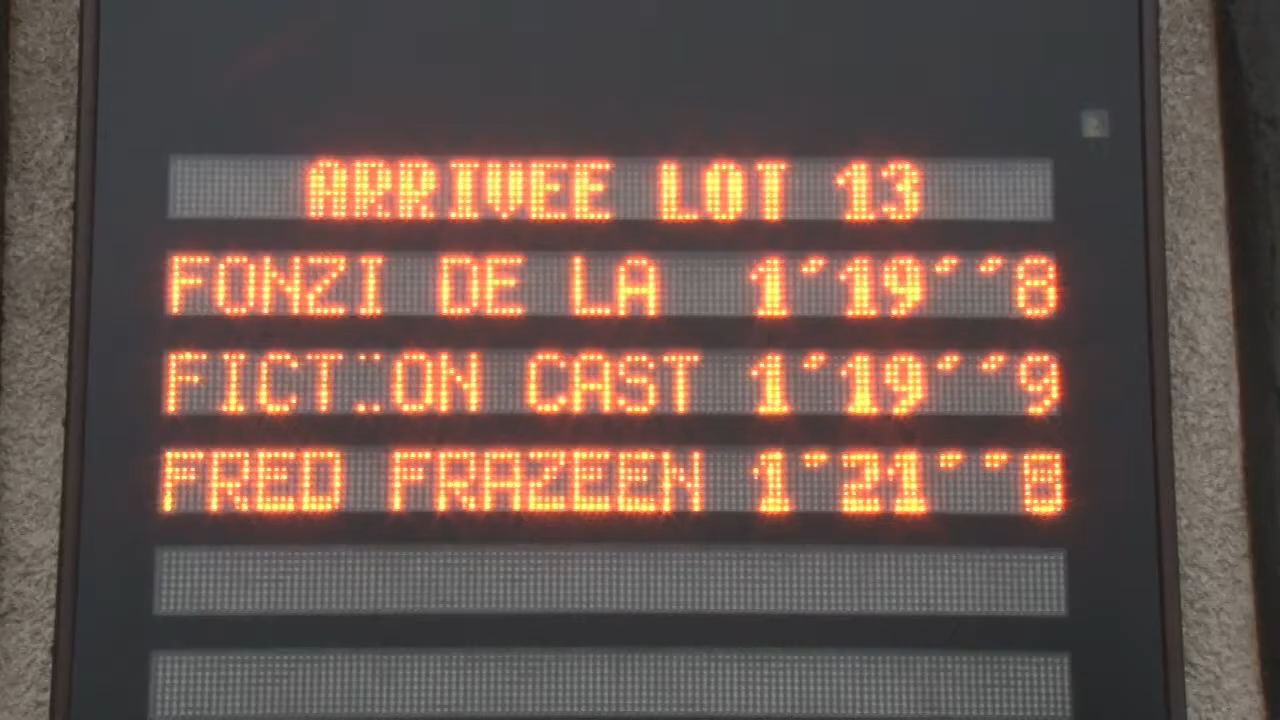 ARRIVEE LOT 13
FONZI DE LA 1'19''8
FICTION CAST 1'19''9
FRED FRAZEEN 1'21''8